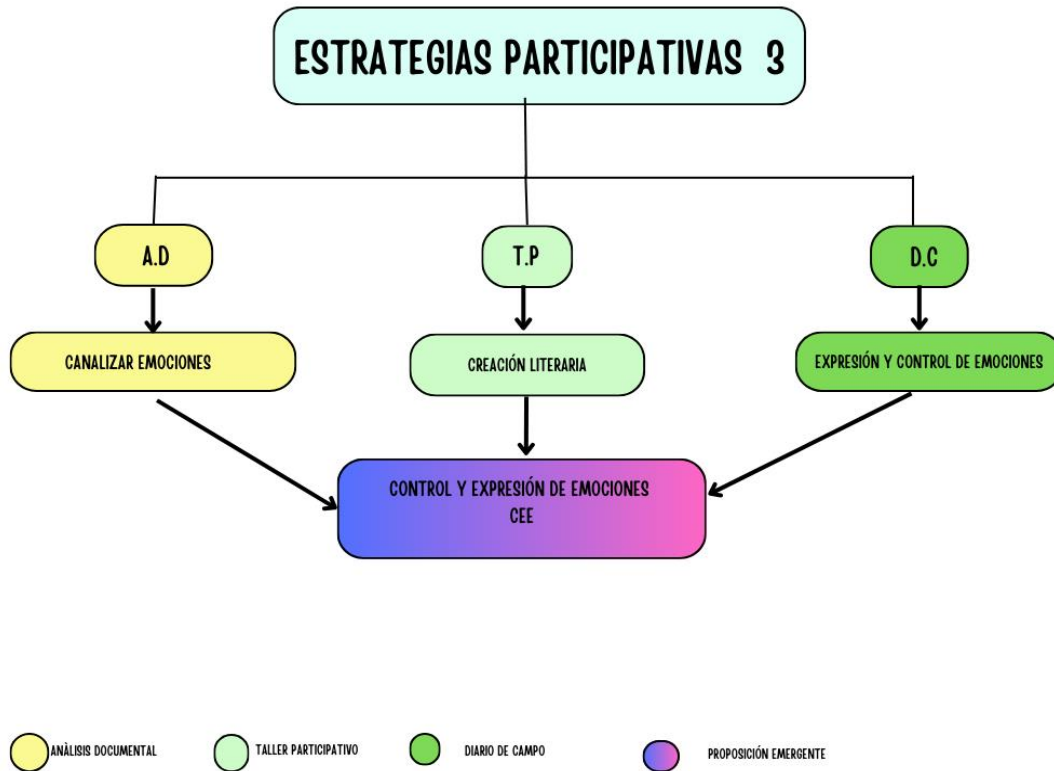 ESTRATEGIAS PARTICIPATIVAS 3
A.D
T.P
D.C
CANALIZAR EMOCIONES
CREACIÓN LITERARIA
EXPRESIÓN Y CONTROL DE EMOCIONES
CONTROL Y EXPRESIÓN DE EMOCIONES
CEE
ANÀLISIS DOCUMENTAL
TALLER PARTICIPATIVO
DIARIO DE CAMPO
PROPOSICIÓN EMERGENTE